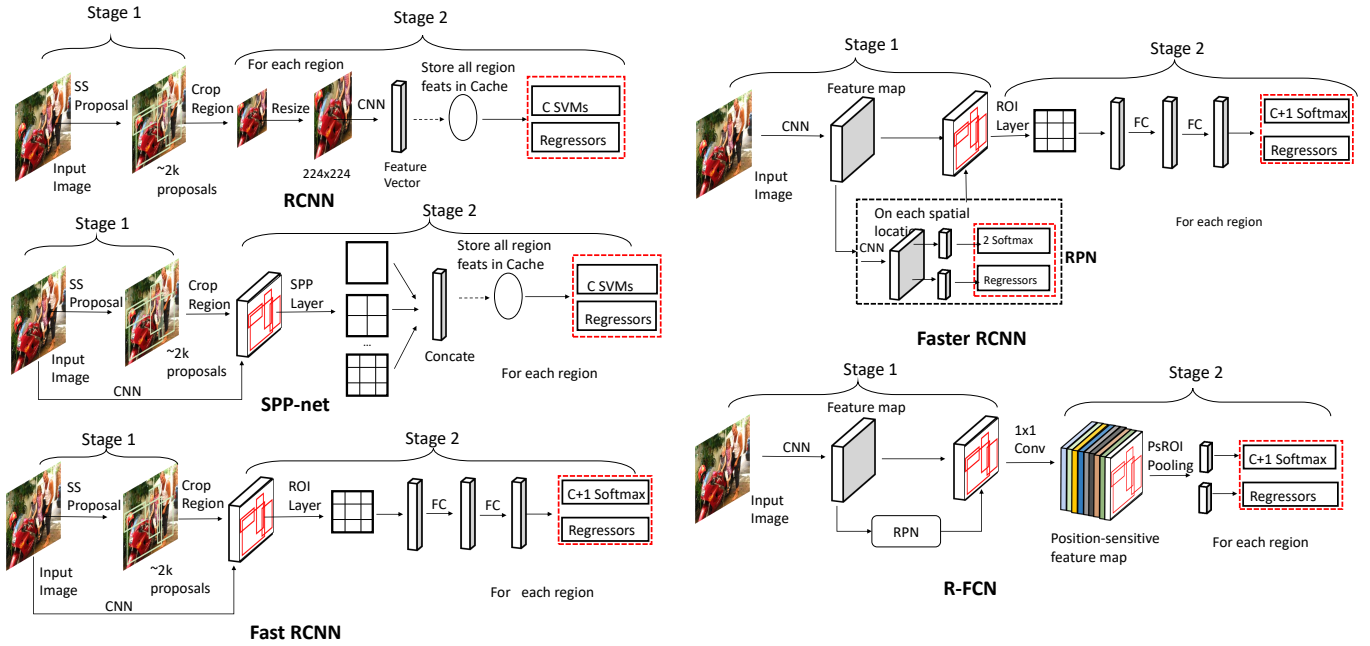 Stage 1
Stage 2
SS
Proposal
Crop
Region
For each region
Resize
CNN
Store all region
feats in Cache
C SVMs
Regressors
Input
Image
~2k
proposals
224x224
Feature
Vector
RCNN
Stage 1
Stage 2
SS
Proposal
Crop
Region
SPP
Layer
...
Store all region
feats in Cache
C SVMs
Regressors
Input
Image
~2k
proposals
CNN
Concate
For each region
SPP-net
Stage 1
Stage 2
SS
Proposal
Crop
Region
ROI
Layer
FC
FC
C+1 Softmax
Regressors
Input
Image
~2k
proposals
CNN
For each region
Fast RCNN
Stage 1
Stage 2
Feature map
CNN
ROI
Layer
FC
FC
C+1 Softmax
Regressors
Input
Image
On each spatial
CNN
2 Softmax
Regressors
RPN
For each region
Faster RCNN
Stage 1
Stage 2
Feature map
CNN
1x1
Conv
PsROI
Pooling
C+1 Softmax
Regressors
Input
Image
RPN
Position-sensitive
feature map
For each region
R-FCN